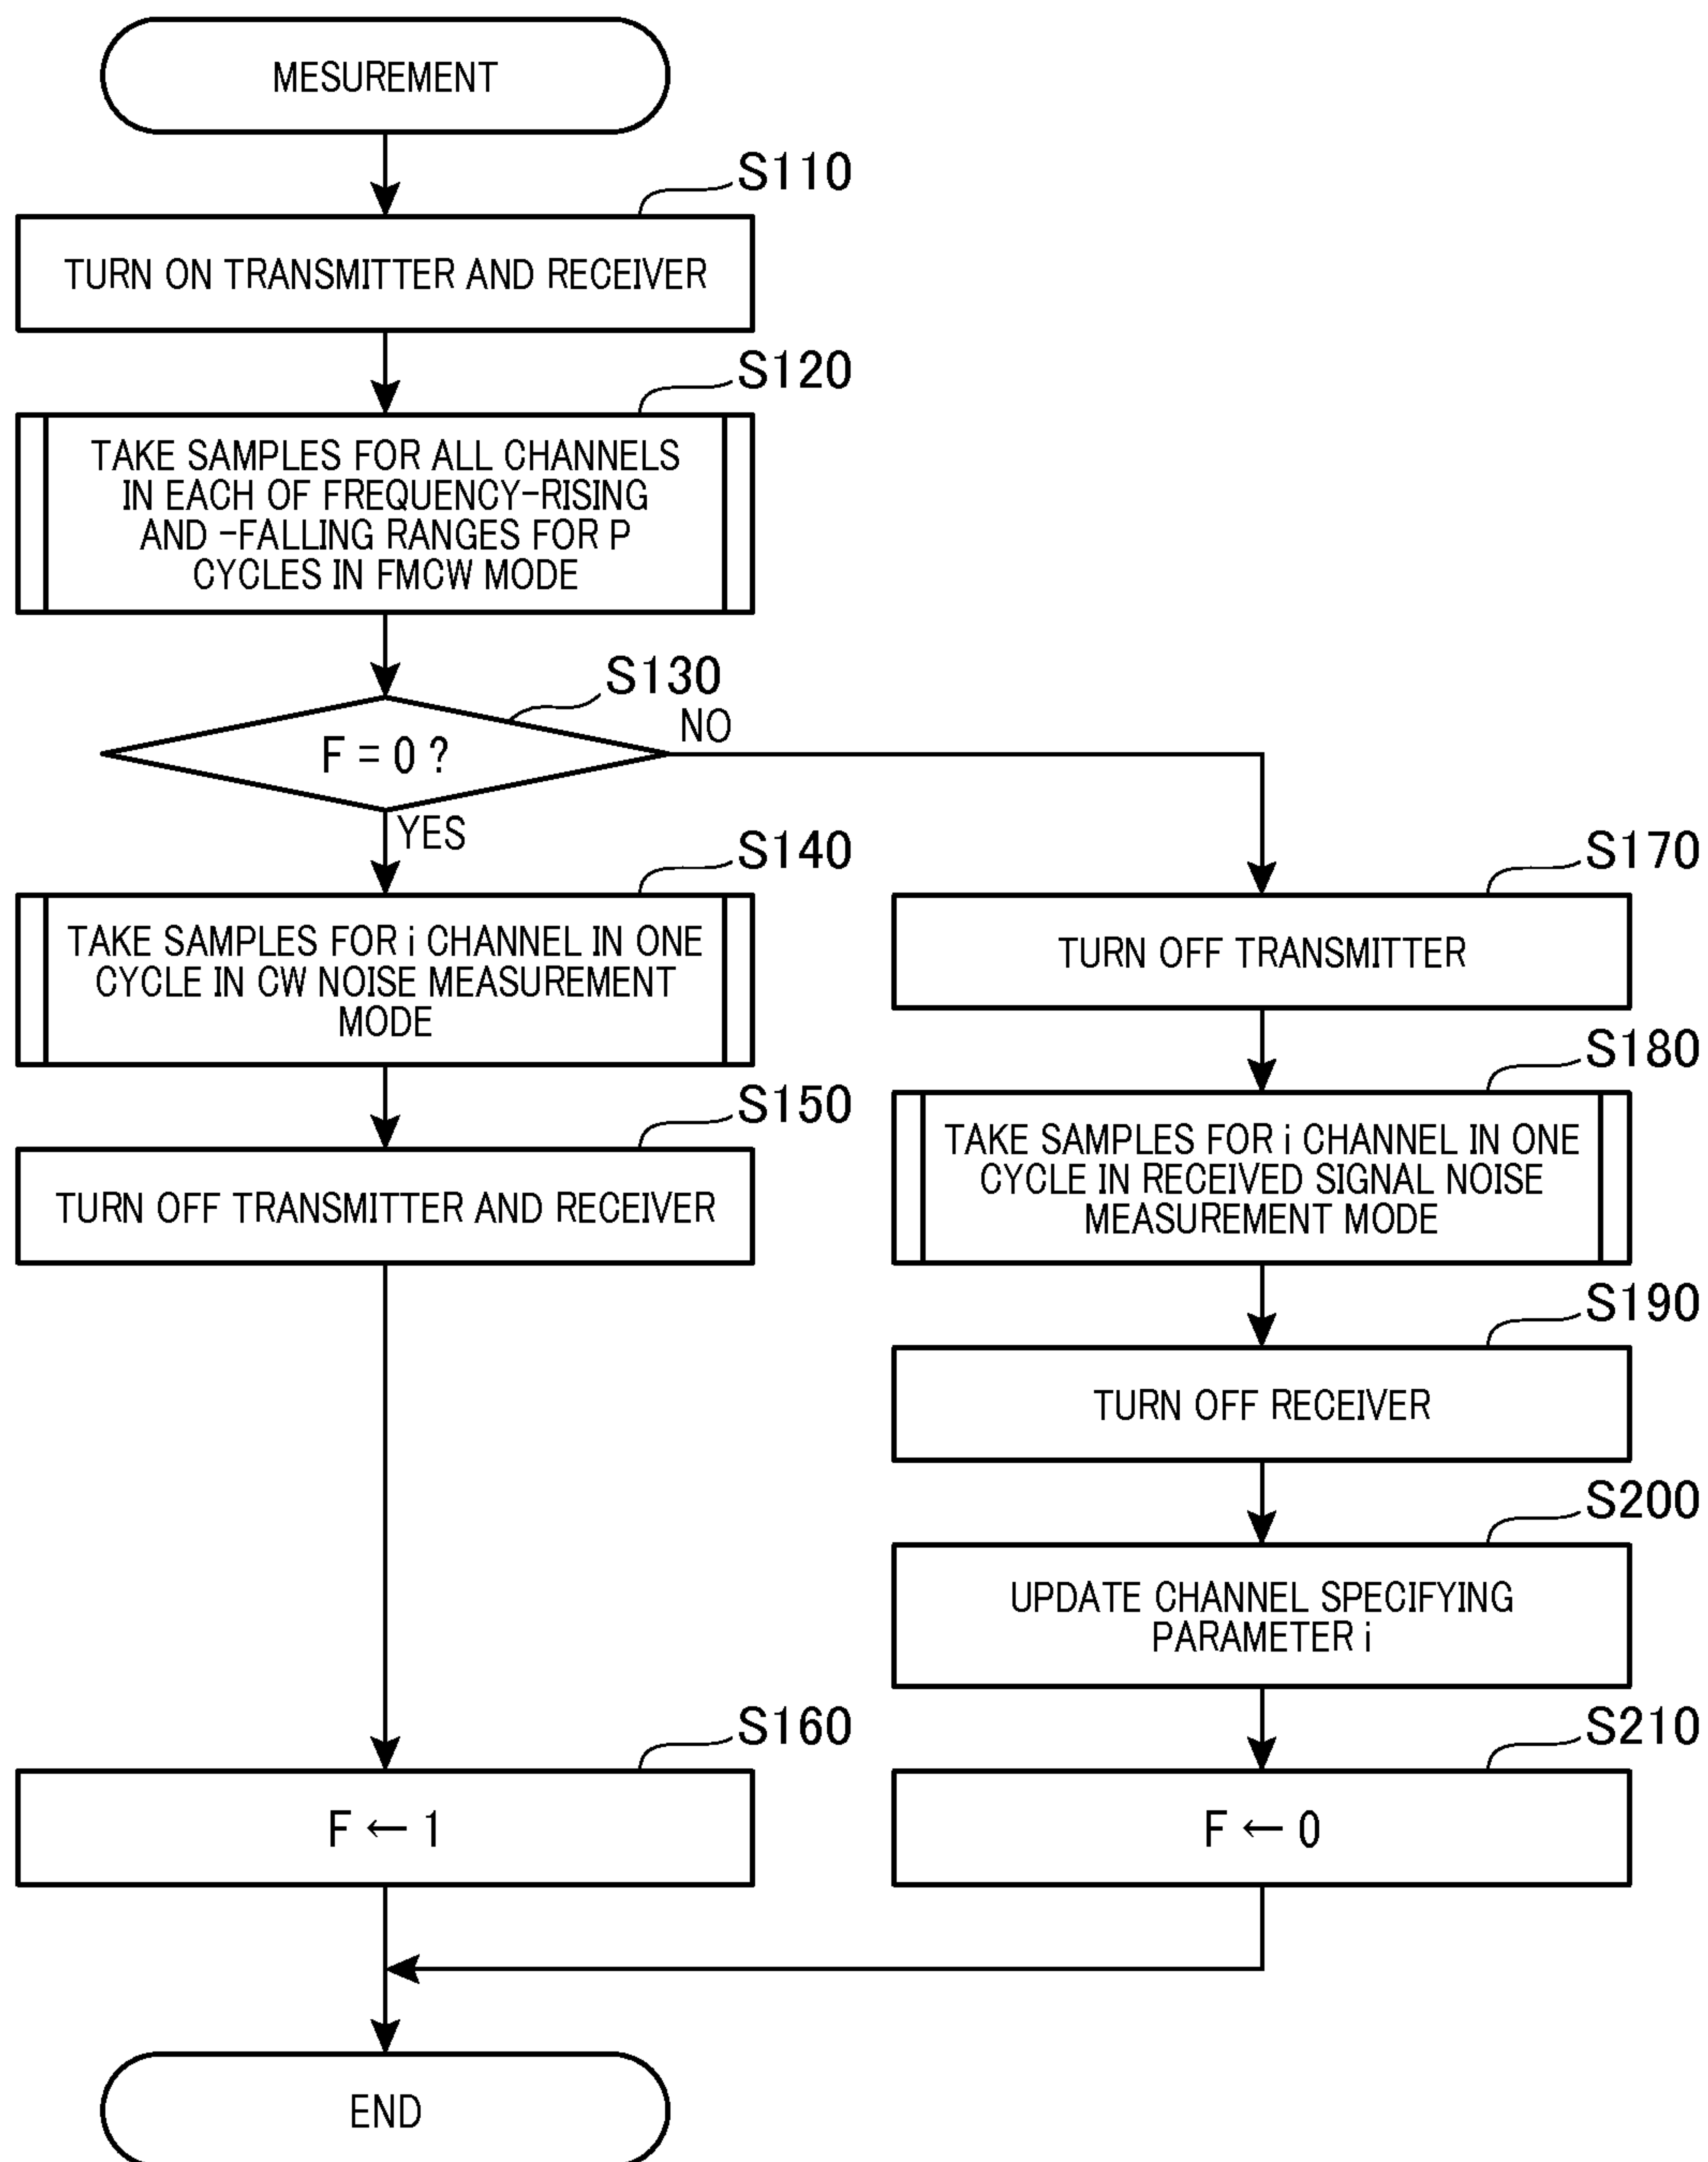 MESUREMENT
S110
TURN ON TRANSMITTER AND RECEIVER
S120
TAKE SAMPLES FOR ALL CHANNELS
IN EACH OF FREQUENCY-RISING
AND -FALLING RANGES FOR P
CYCLES IN FMCW MODE
S130
F = 0 ?
NO
YES
S140
TAKE SAMPLES FOR i CHANNEL IN ONE
CYCLE IN CW NOISE MEASUREMENT
MODE
S150
TURN OFF TRANSMITTER AND RECEIVER
S160
F ← 1
S170
TURN OFF TRANSMITTER
S180
TAKE SAMPLES FOR i CHANNEL IN ONE
CYCLE IN RECEIVED SIGNAL NOISE
MEASUREMENT MODE
S190
TURN OFF RECEIVER
S200
UPDATE CHANNEL SPECIFYING
PARAMETER i
S210
F ← 0
END